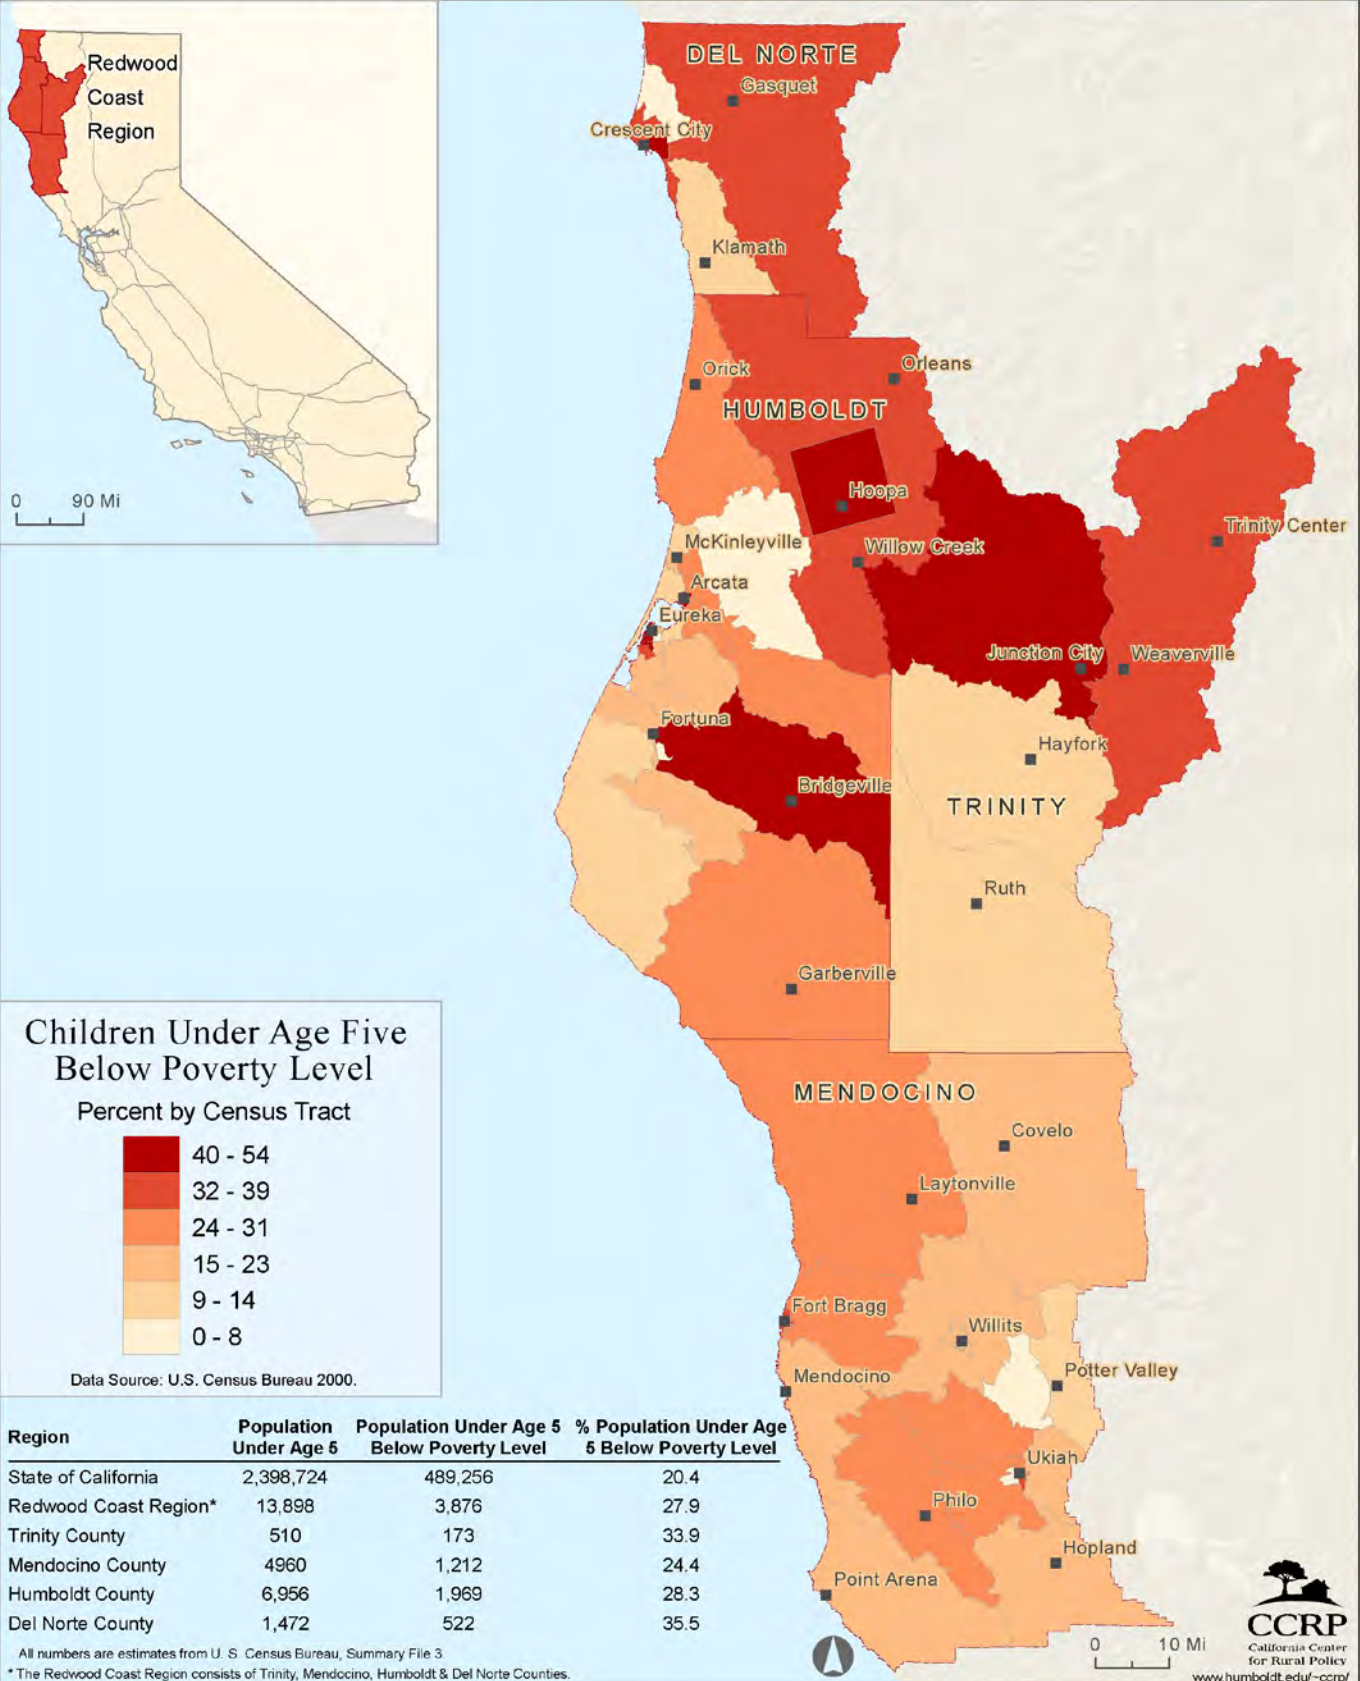 Redwood
Coast
Region
0 90 Mi
DEL NORTE
Gasquet
Crescent City
Klamath
Orick
Orleans
HUMBOLDT
Hoopa
Trinity Center
McKinleyville
Willow Creek
Arcata
Eureka
Junction City
Weaverville
Fortuna
Hayfork
Bridgeville
TRINITY
Ruth
Garberville
MENDOCINO
Covelo
Laytonville
Fort Bragg
Willits
Mendocino
Potter Valley
Ukiah
Philo
Hopland
Point Arena
Children Under Age Five
Below Poverty Level
Percent by Census Tract
40 - 54
32 - 39
24 - 31
15 - 23
9 - 14
0 - 8
Data Source: U.S. Census Bureau 2000.
Region Population Under Age 5 Population Under Age 5 Below Poverty Level % Population Under Age 5 Below Poverty Level
State of California 2,398,724 489,256 20.4
Redwood Coast Region* 13,898 3,876 27.9
Trinity County 510 173 33.9
Mendocino County 4960 1,212 24.4
Humboldt County 6,956 1,969 28.3
Del Norte County 1,472 522 35.5
All numbers are estimates from U. S. Census Bureau, Summary File 3.
* The Redwood Coast Region consists of Trinity, Mendocino, Humboldt & Del Norte Counties.
0 10 Mi
CCRP
California Center
for Rural Policy
www.humboldt.edu/~ccrp/